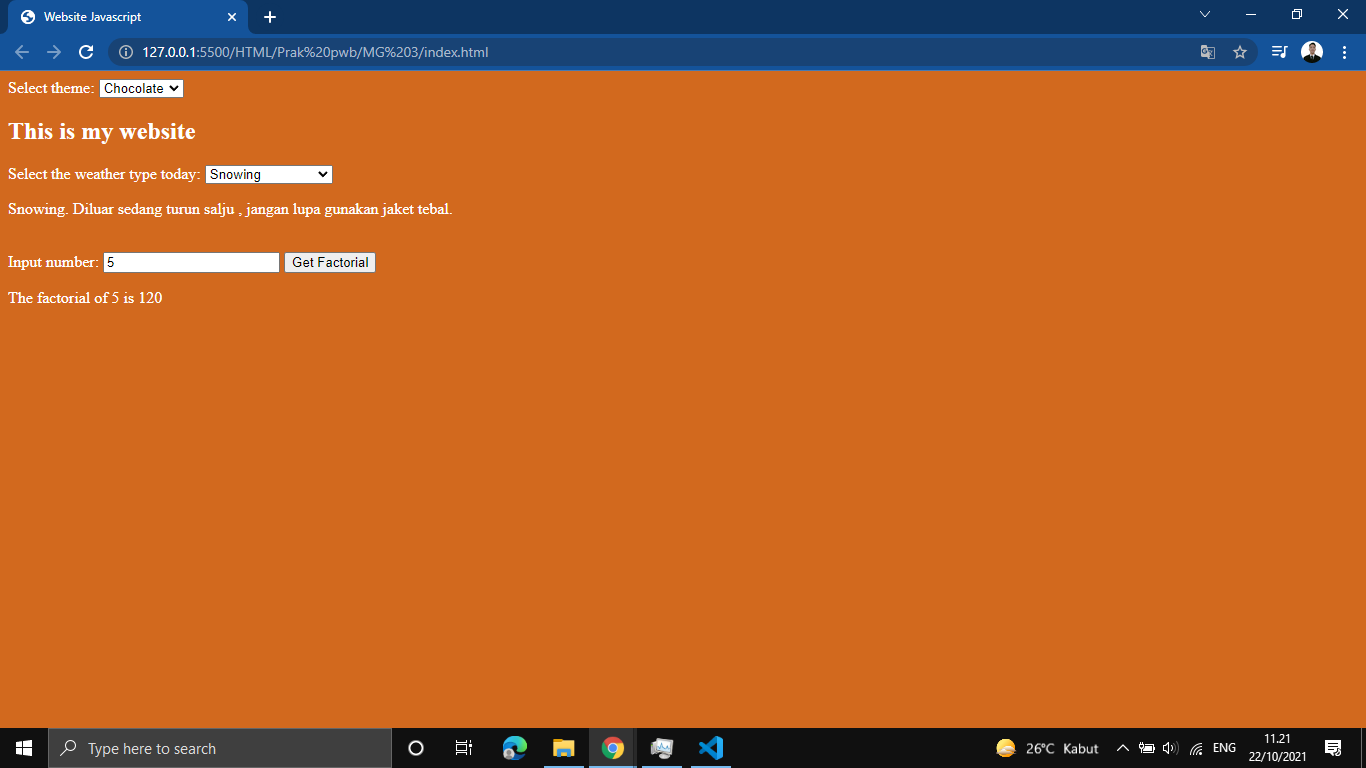 Website Javascript
127.0.0.1:5500/HTML/Prak%20pwb/MG%203/index.html
Select theme: Chocolate
This is my website
Select the weather type today: Snowing
Snowing. Diluar sedang turun salju , jangan lupa gunakan jaket tebal.
Input number: 5 Get Factorial
The factorial of 5 is 120
Type here to search
26°C Kabut
ENG
11.21
22/10/2021